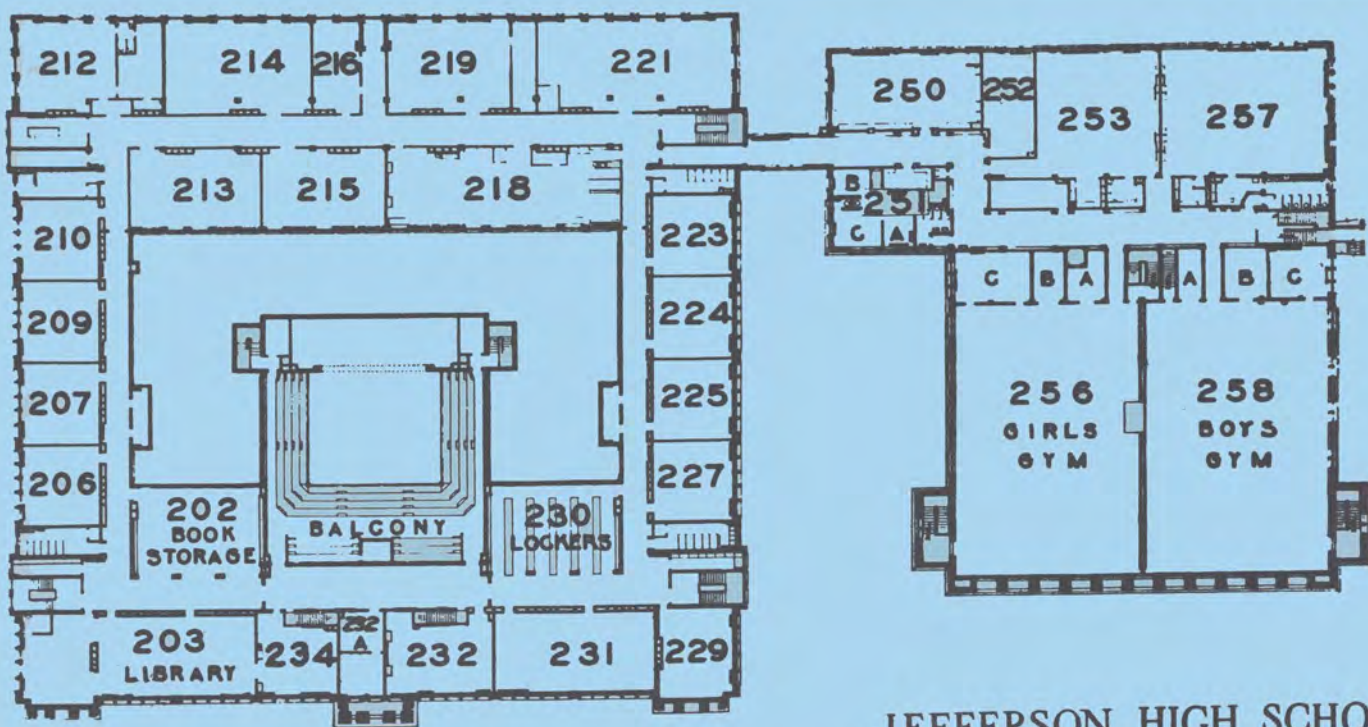 212 214 216 219 221
250 252 253 257
213 215 218
B
25
C A
210 223
C B A A B C
209 224
207 225
256 258
GIRLS BOYS
GYM GYM
206 227
202 230
BOOK BALCONY LOCKERS
STORAGE
203 234 232 A 232 231 229
LIBRARY
JEFFERSON HIGH SCHO